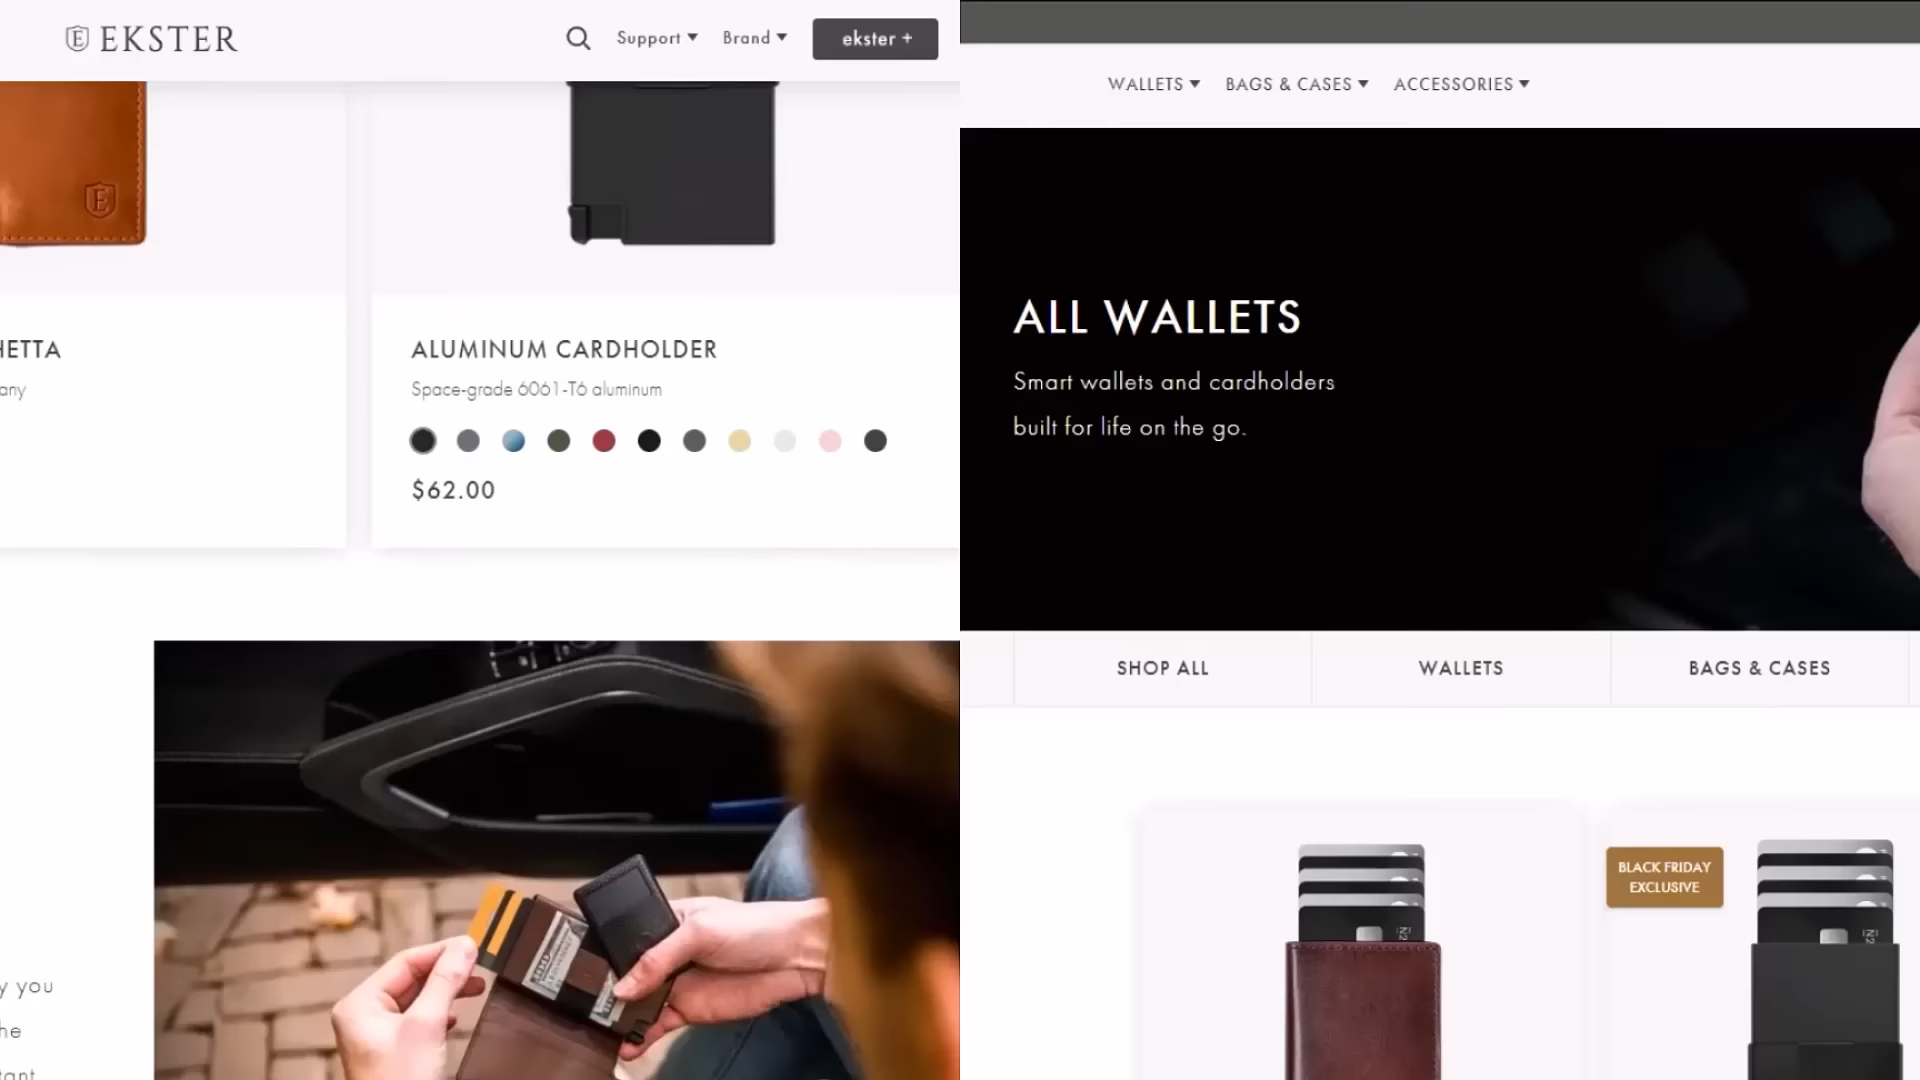 EKSTER
Support
Brand
ekster +
HETTA
any
ALUMINUM CARDHOLDER
Space-grade 6061-T6 aluminum
$62.00
y you
he
tant
WALLETS
BAGS & CASES
ACCESSORIES
ALL WALLETS
Smart wallets and cardholders
built for life on the go.
SHOP ALL
WALLETS
BAGS & CASES
BLACK FRIDAY
EXCLUSIVE